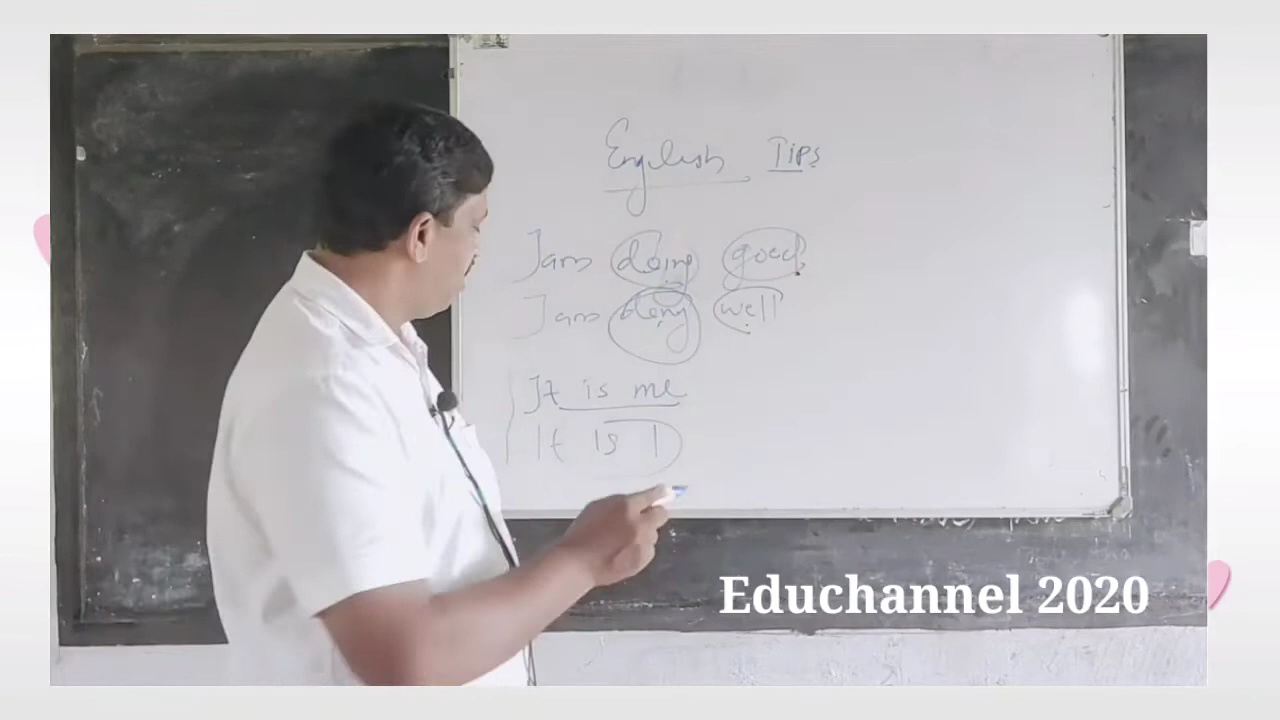 English Tips
I am doing good.
I am doing well
It is me
It is I
Educhannel 2020